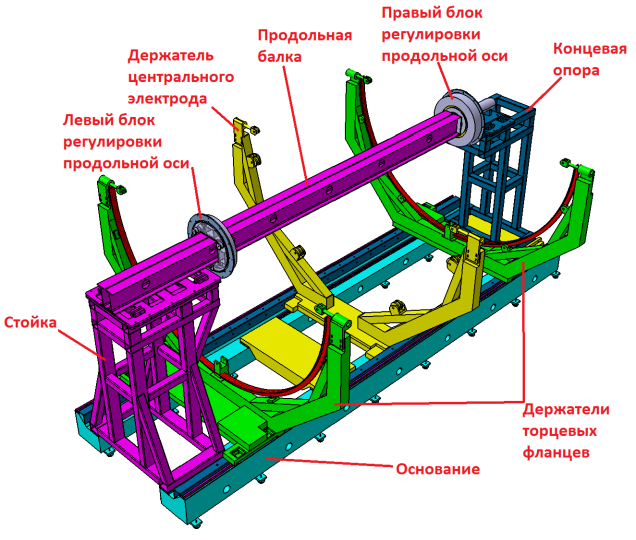 Правый блок
регулировки
продольной оси
Продольная
балка
Концевая
опора
Держатель
центрального
электрода
Левый блок
регулировки
продольной оси
Стойка
Держатели
торцевых
фланцев
Основание